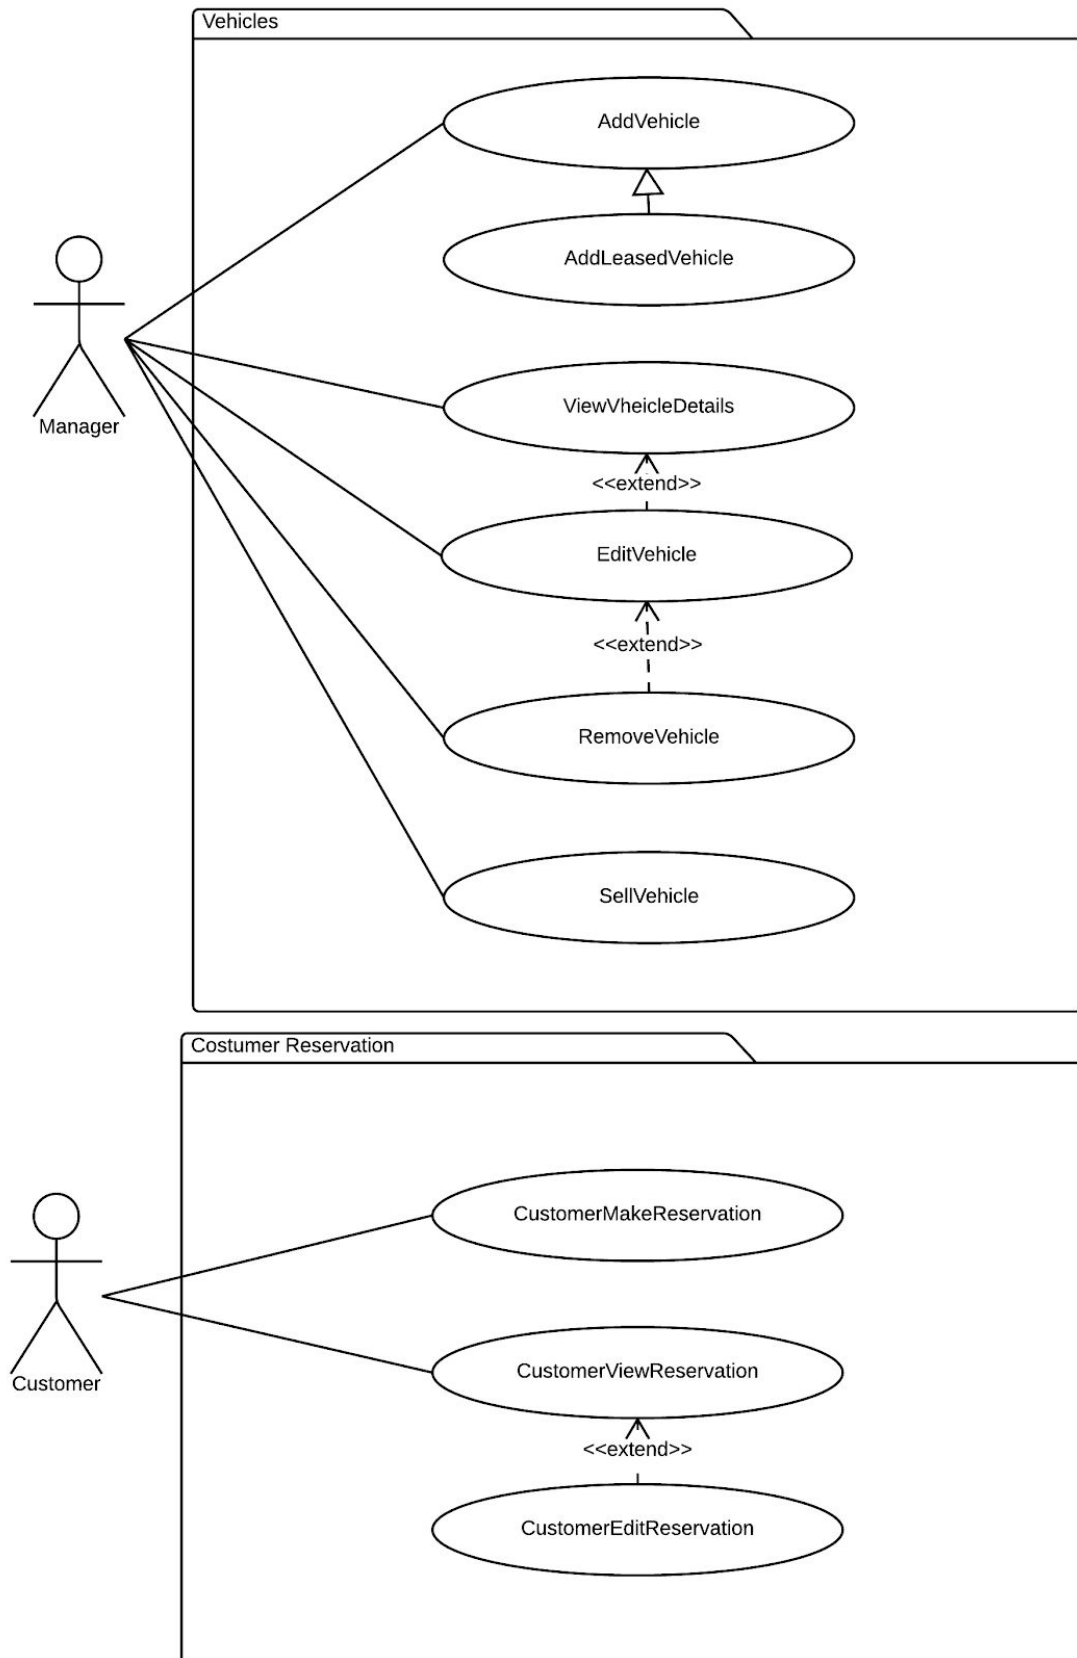 Vehicles
AddVehicle
AddLeasedVehicle
ViewVheicleDetails
Manager
<<extend>>
EditVehicle
<<extend>>
RemoveVehicle
SellVehicle
Costumer Reservation
CustomerMakeReservation
CustomerViewReservation
Customer
<<extend>>
CustomerEditReservation